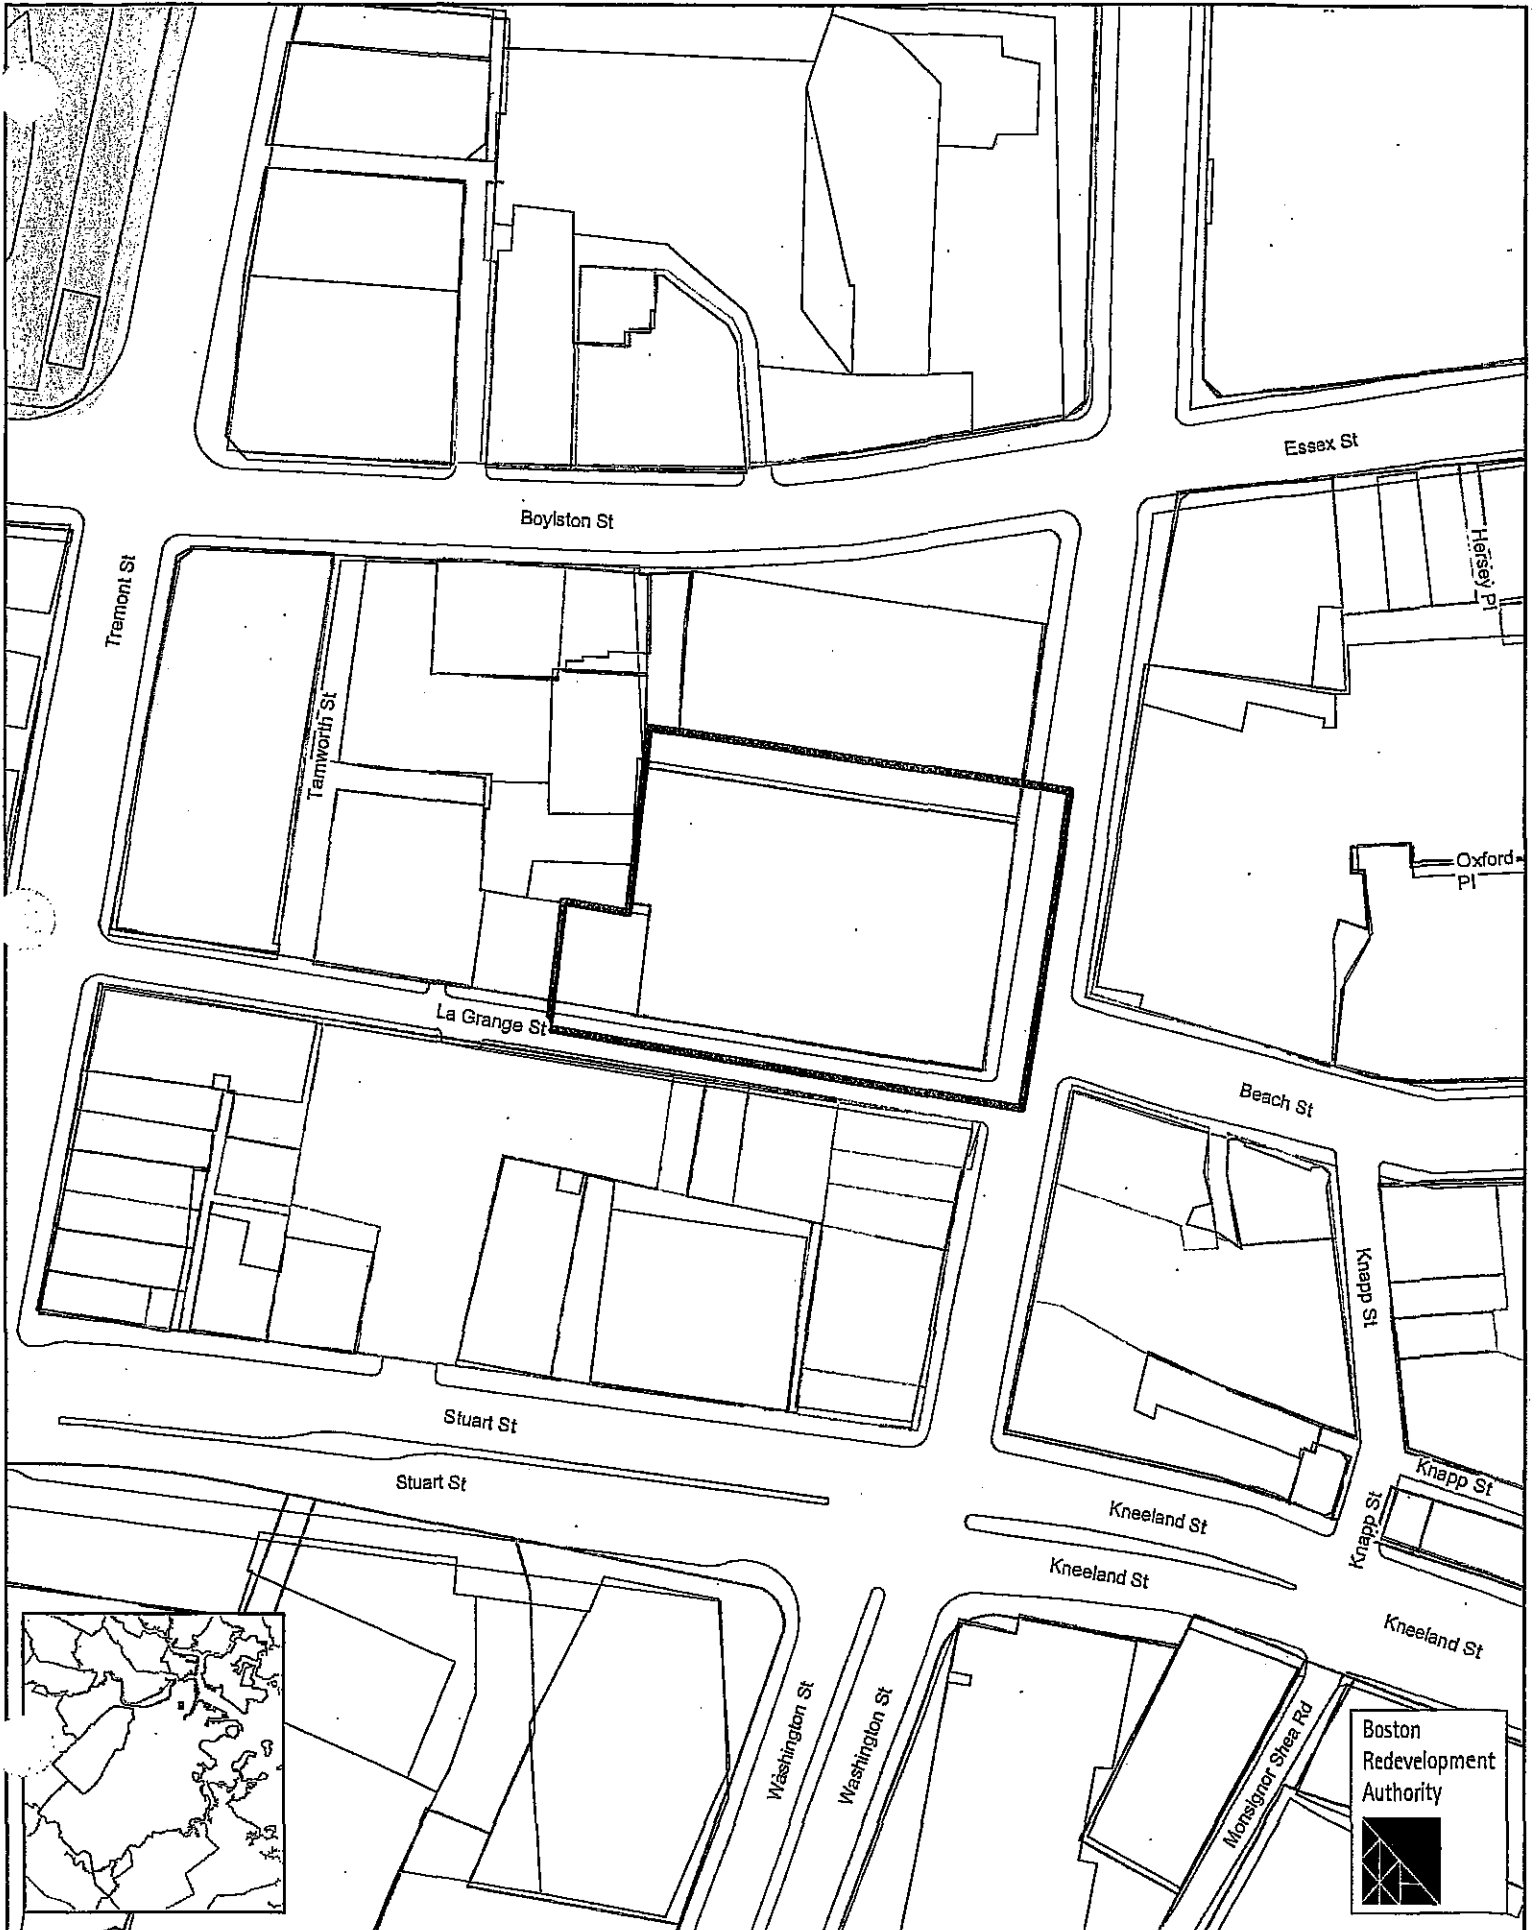 Essex St
Boylston St
Hersey Pl
Tremont St
Tamworth St
Oxford
Pl
La Grange St
Beach St
Knapp St
Stuart St
Stuart St
Knapp St
Kneeland St
Knapp St
Kneeland St
Kneeland St
Washington St
Washington St
Monsignor Shea Rd
Boston
Redevelopment
Authority